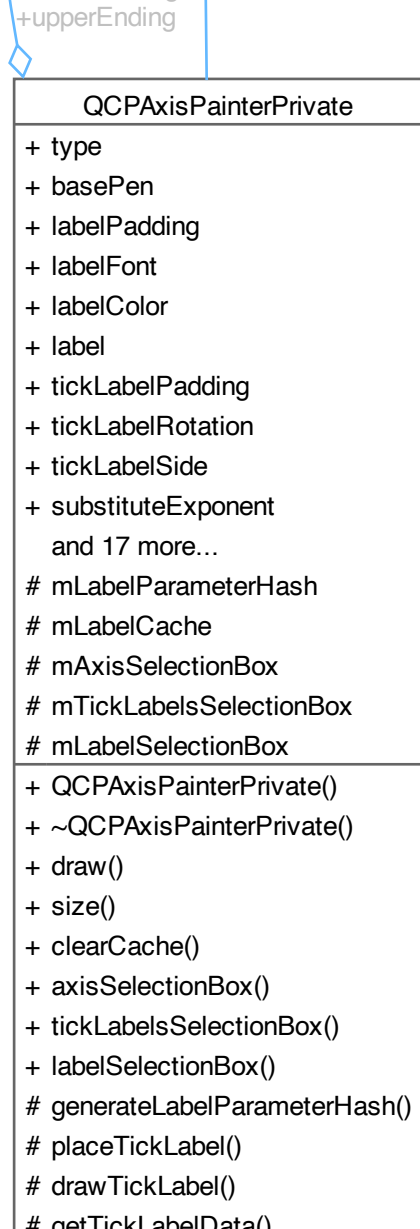 +upperEnding
QCPAxisPainterPrivate
+ type
+ basePen
+ labelPadding
+ labelFont
+ labelColor
+ label
+ tickLabelPadding
+ tickLabelRotation
+ tickLabelSide
+ substituteExponent
and 17 more...
# mLabelParameterHash
# mLabelCache
# mAxisSelectionBox
# mTickLabelsSelectionBox
# mLabelSelectionBox
+ QCPAxisPainterPrivate()
+ ~QCPAxisPainterPrivate()
+ draw()
+ size()
+ clearCache()
+ axisSelectionBox()
+ tickLabelsSelectionBox()
+ labelSelectionBox()
# generateLabelParameterHash()
# placeTickLabel()
# drawTickLabel()
# getTickLabelData()